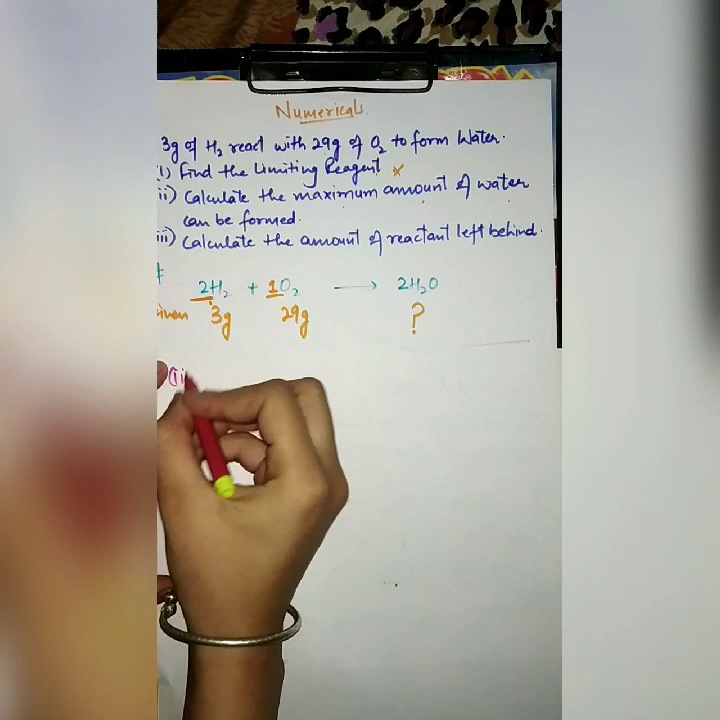 Numericals.
3g of H2 react with 29g of O2 to form Water.
(1) Find the Limiting Reagent x
ii) Calculate the maximum amount of water
can be formed.
iii) Calculate the amount of reactant left behind.
2H2 + 1O2 → 2H2O
3g 29g ?
(ii